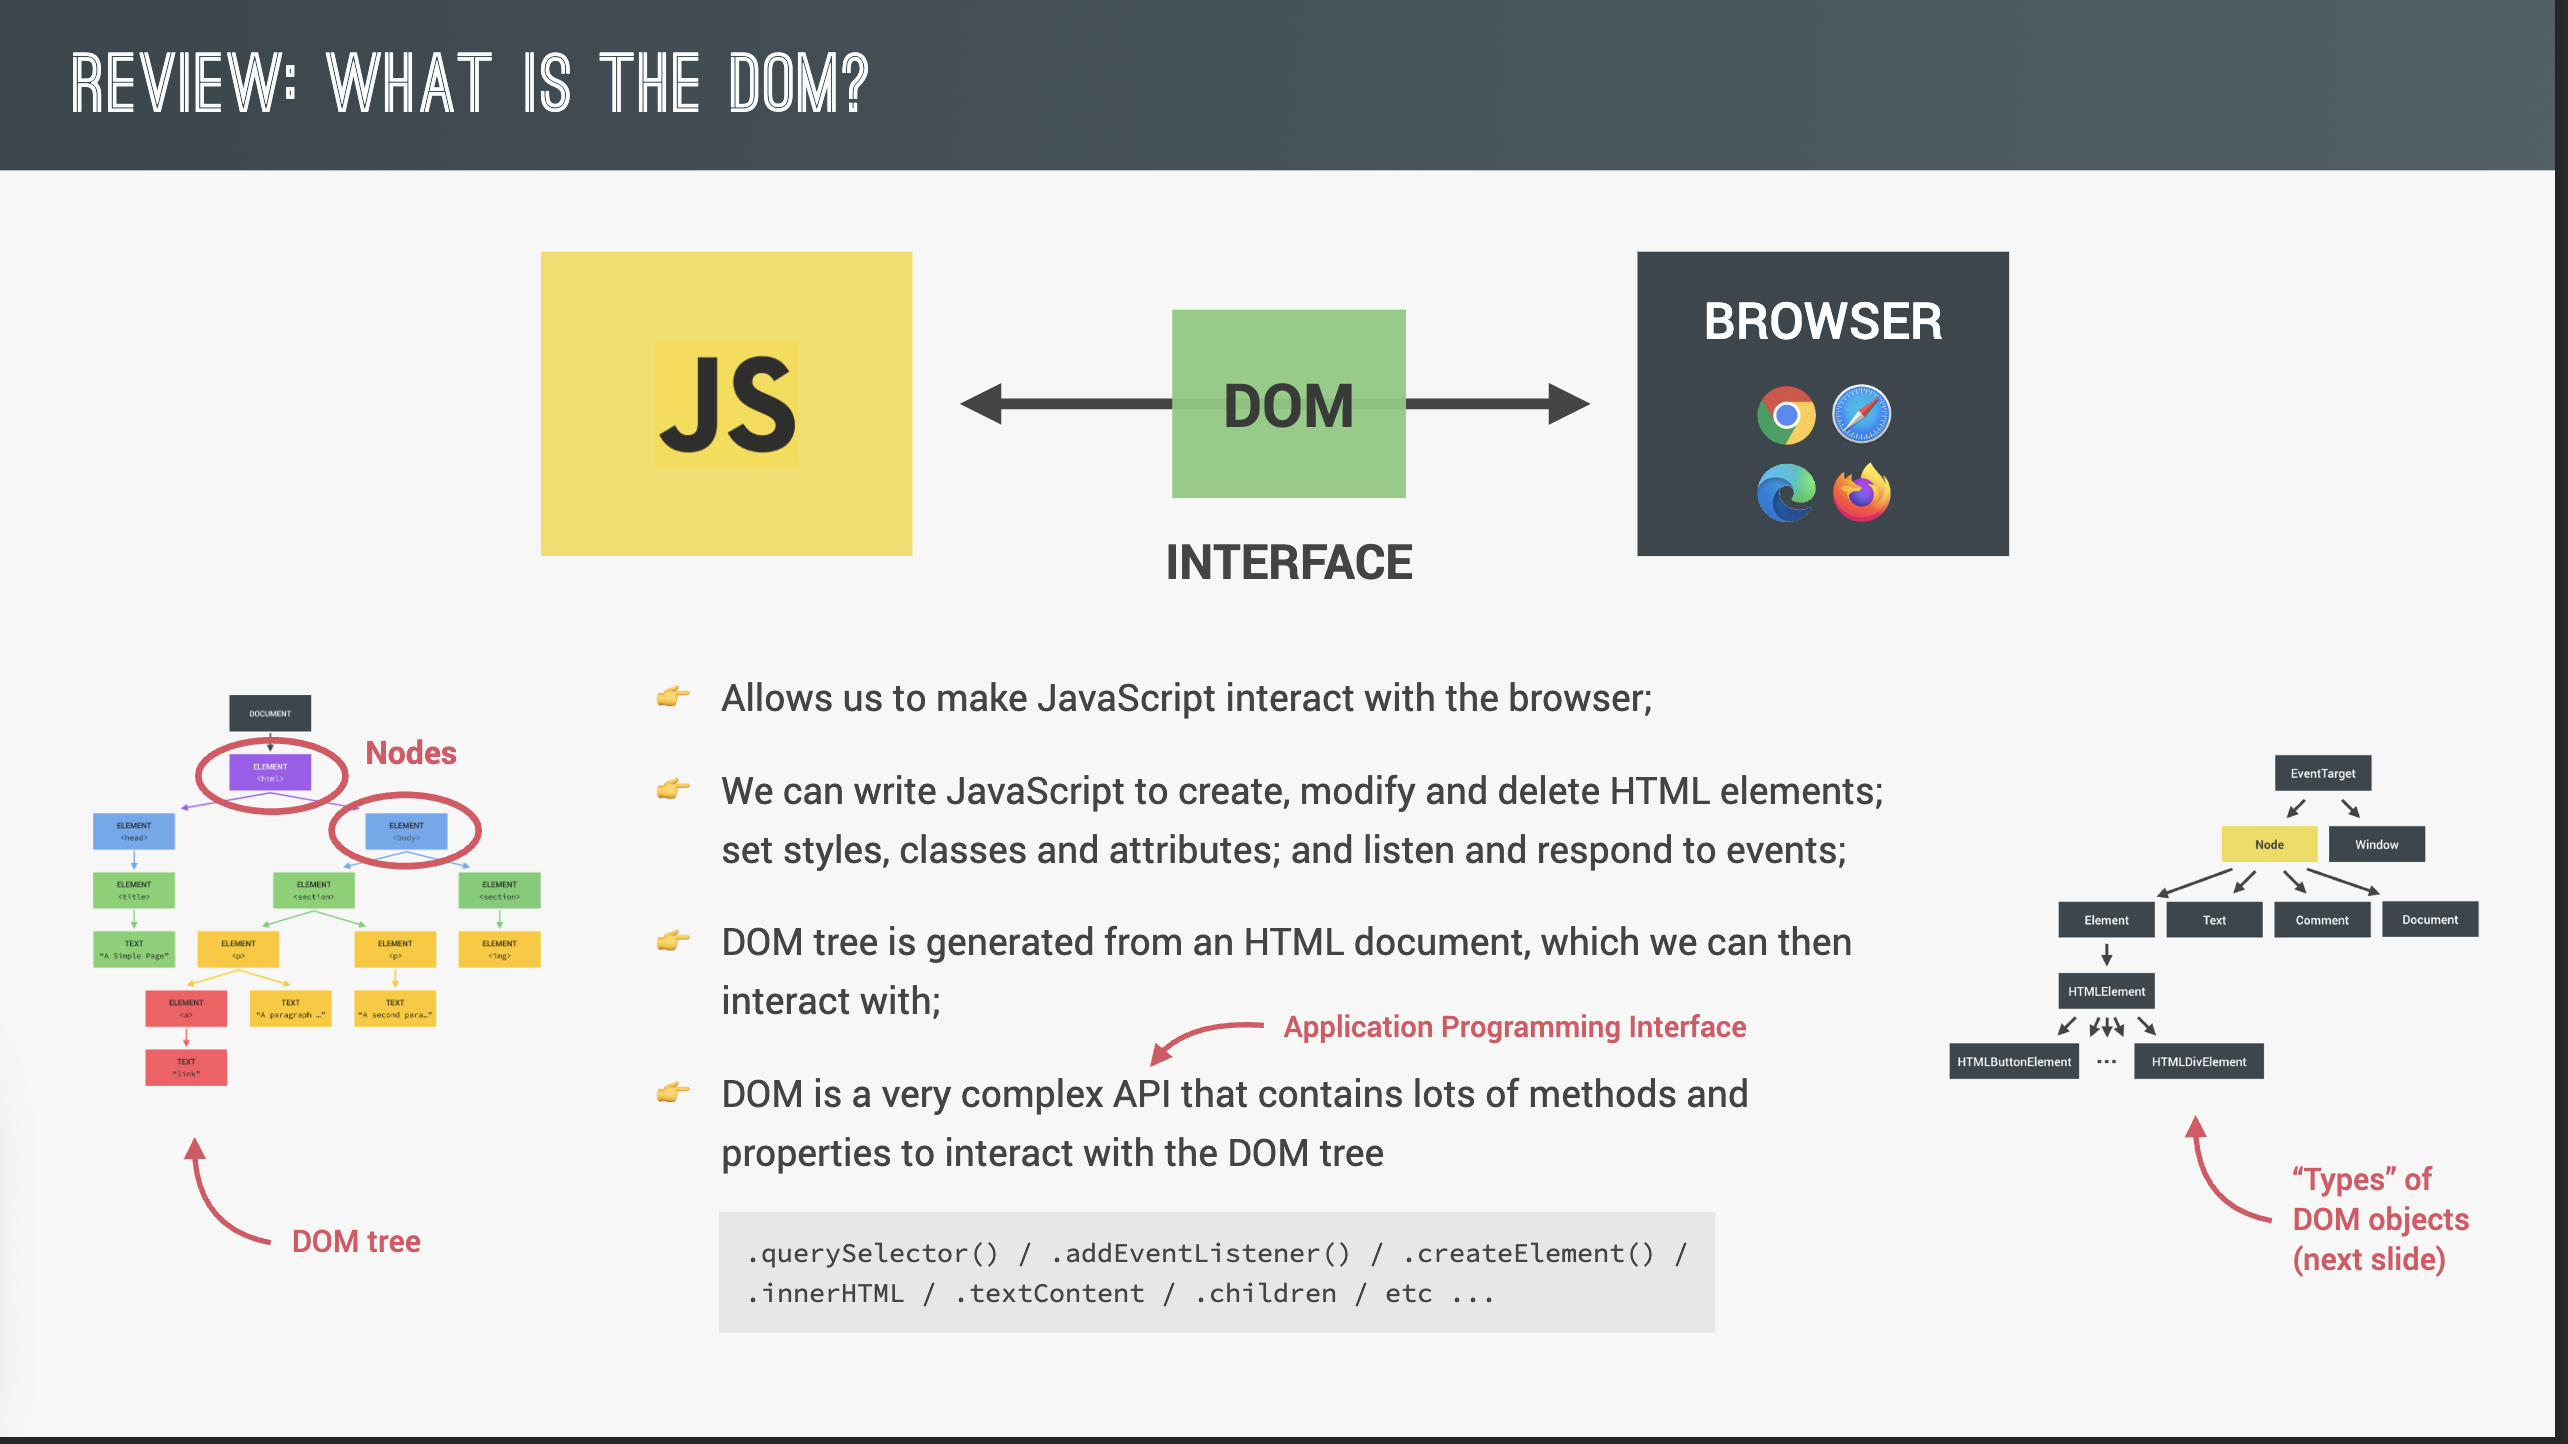 REVIEW: WHAT IS THE DOM?
JS
DOM
INTERFACE
BROWSER
DOCUMENT
ELEMENT
<html>
Nodes
ELEMENT
<head>
ELEMENT
<body>
ELEMENT
<title>
ELEMENT
<section>
ELEMENT
<section>
TEXT
“A Simple Page”
ELEMENT
<p>
ELEMENT
<p>
ELEMENT
<img>
ELEMENT
<a>
TEXT
“A paragraph …”
TEXT
“A second para…”
TEXT
“link”
DOM tree
👉 Allows us to make JavaScript interact with the browser;
👉 We can write JavaScript to create, modify and delete HTML elements;
set styles, classes and attributes; and listen and respond to events;
👉 DOM tree is generated from an HTML document, which we can then
interact with;
Application Programming Interface
👉 DOM is a very complex API that contains lots of methods and
properties to interact with the DOM tree
.querySelector() / .addEventListener() / .createElement() /
.innerHTML / .textContent / .children / etc ...
EventTarget
Node
Window
Element
Text
Comment
Document
HTMLElement
HTMLButtonElement
...
HTMLDivElement
“Types” of
DOM objects
(next slide)